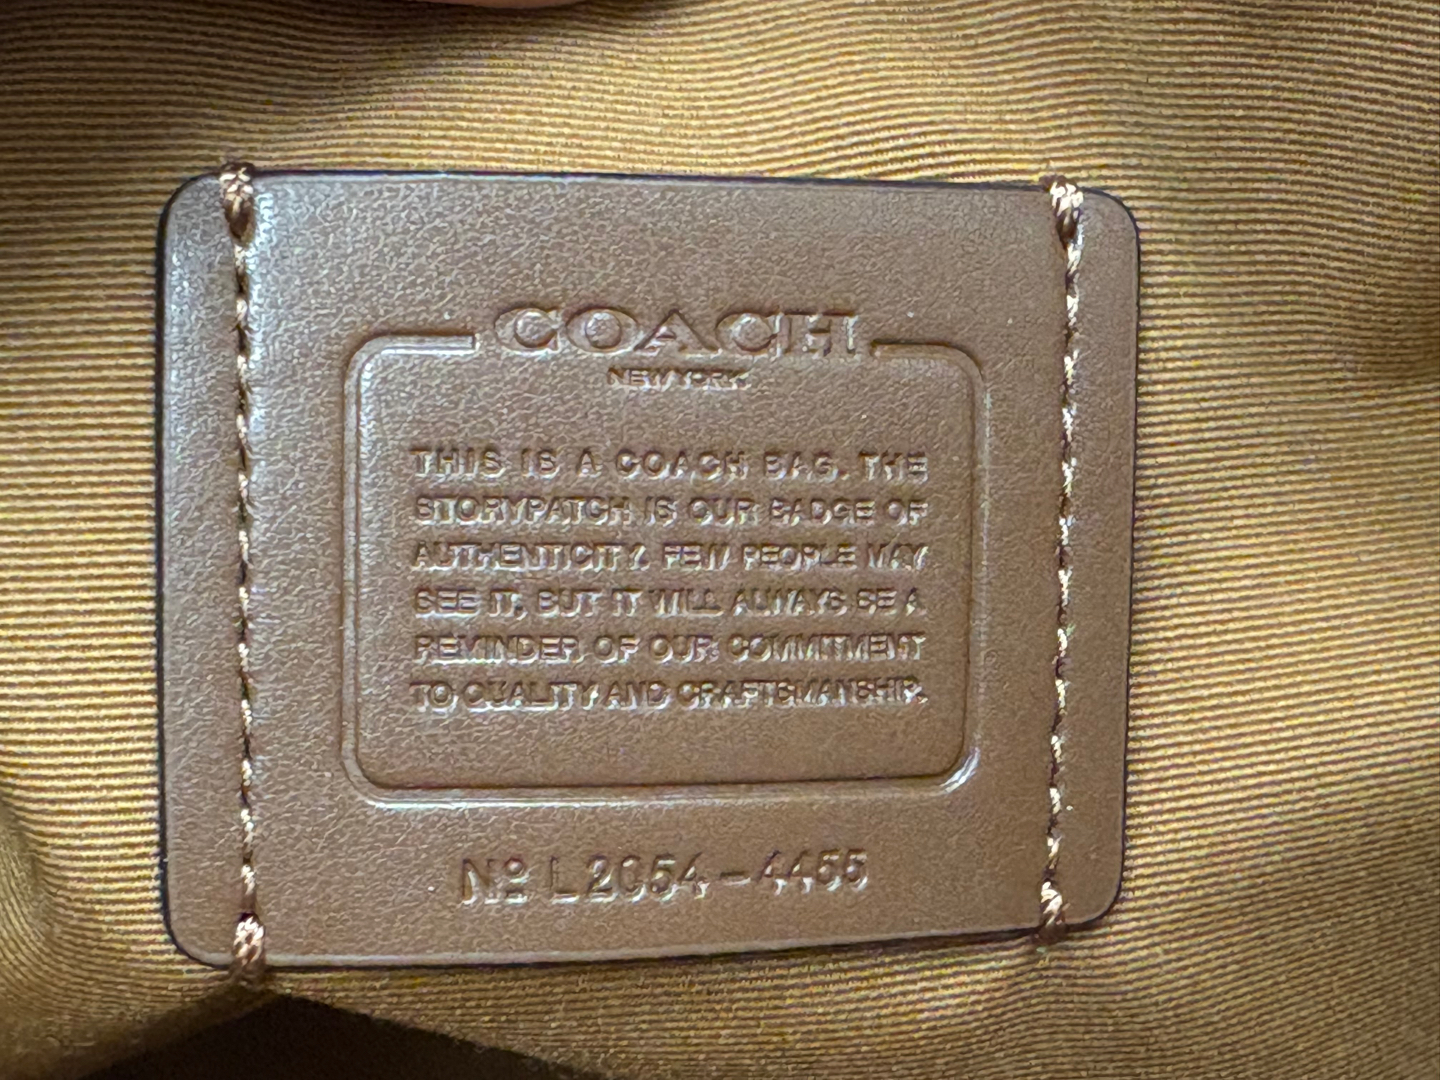 COACH
NEW YORK
THIS IS A COACH BAG. THE
STORYPATCH IS OUR BADGE OF
AUTHENTICITY. FEW PEOPLE MAY
SEE IT, BUT IT WILL ALWAYS BE A
REMINDER OF OUR COMMITMENT
TO QUALITY AND CRAFTSMANSHIP.
Nº L2054-4455